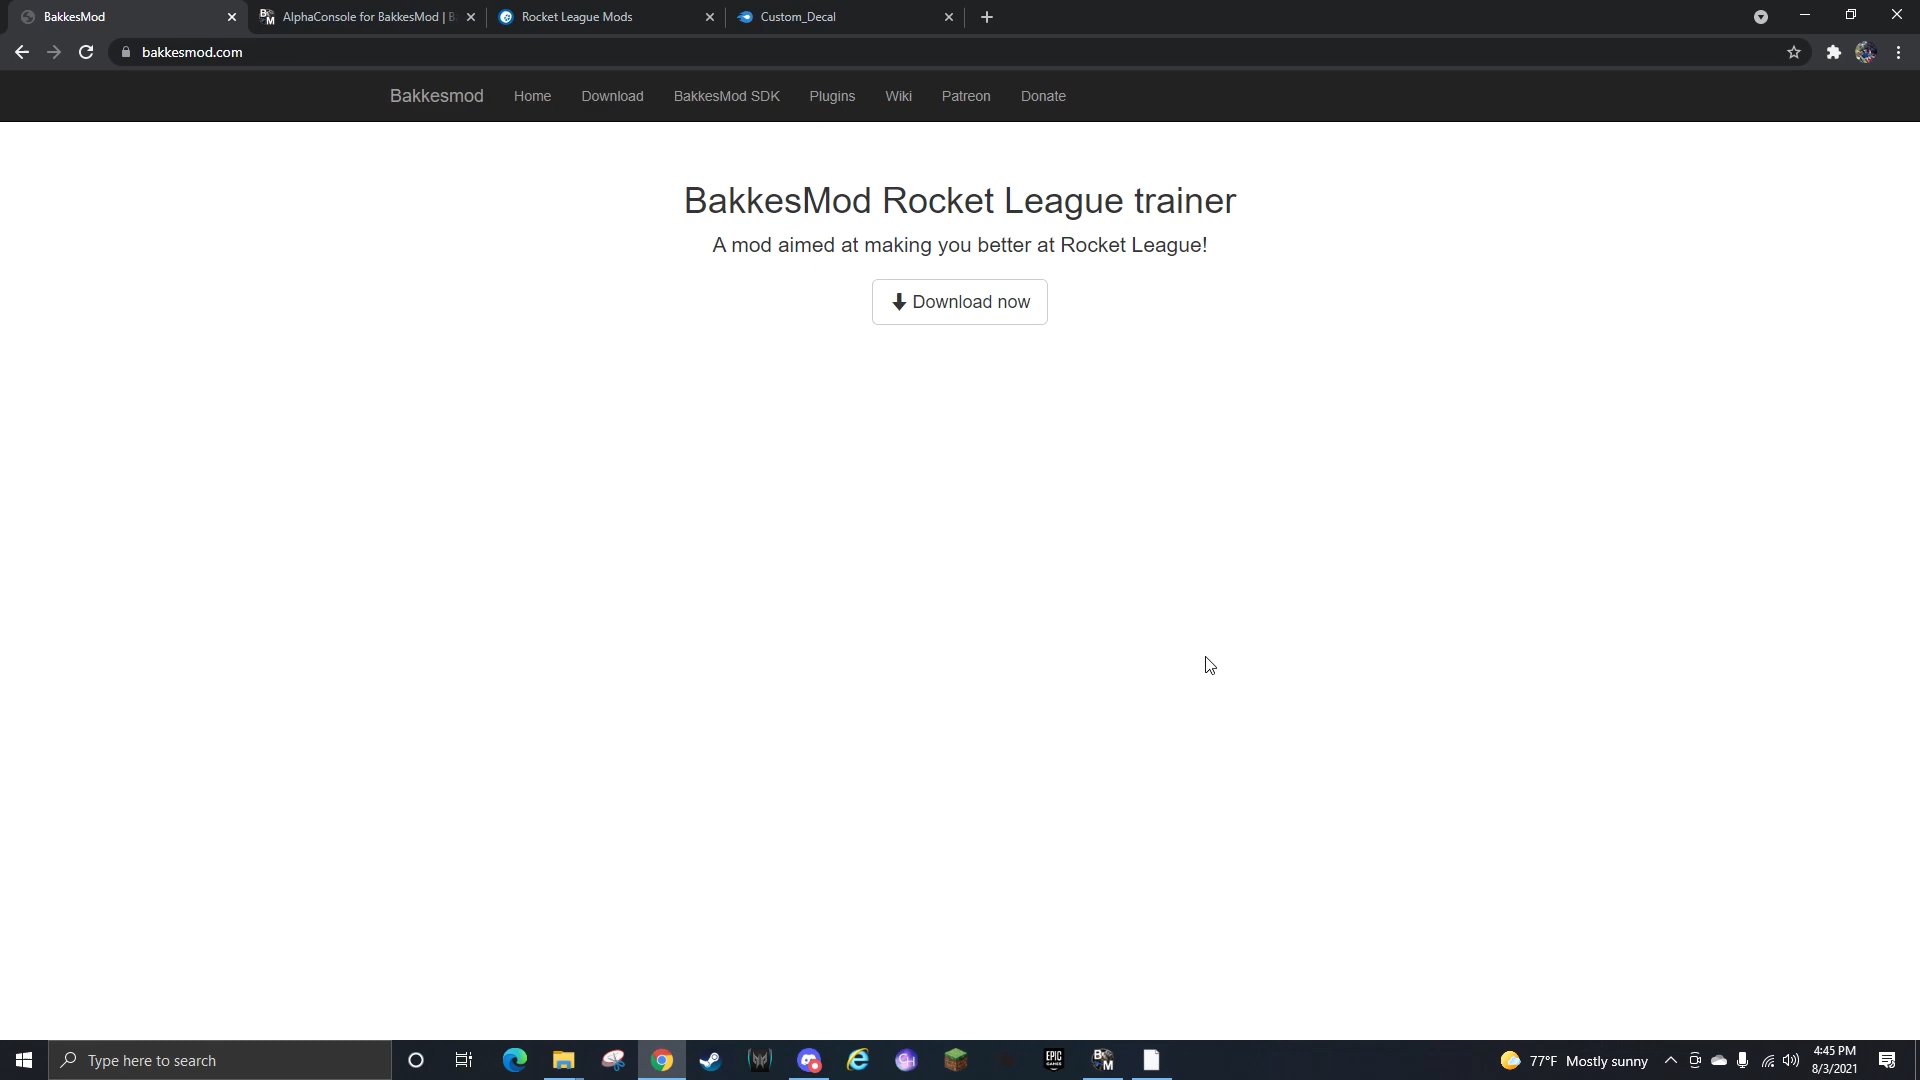 BakkesMod
AlphaConsole for BakkesMod | B
Rocket League Mods
Custom_Decal
bakkesmod.com
Bakkesmod Home Download BakkesMod SDK Plugins Wiki Patreon Donate
BakkesMod Rocket League trainer
A mod aimed at making you better at Rocket League!
Download now
Type here to search
EPIC
GAMES
77°F Mostly sunny
4:45 PM
8/3/2021